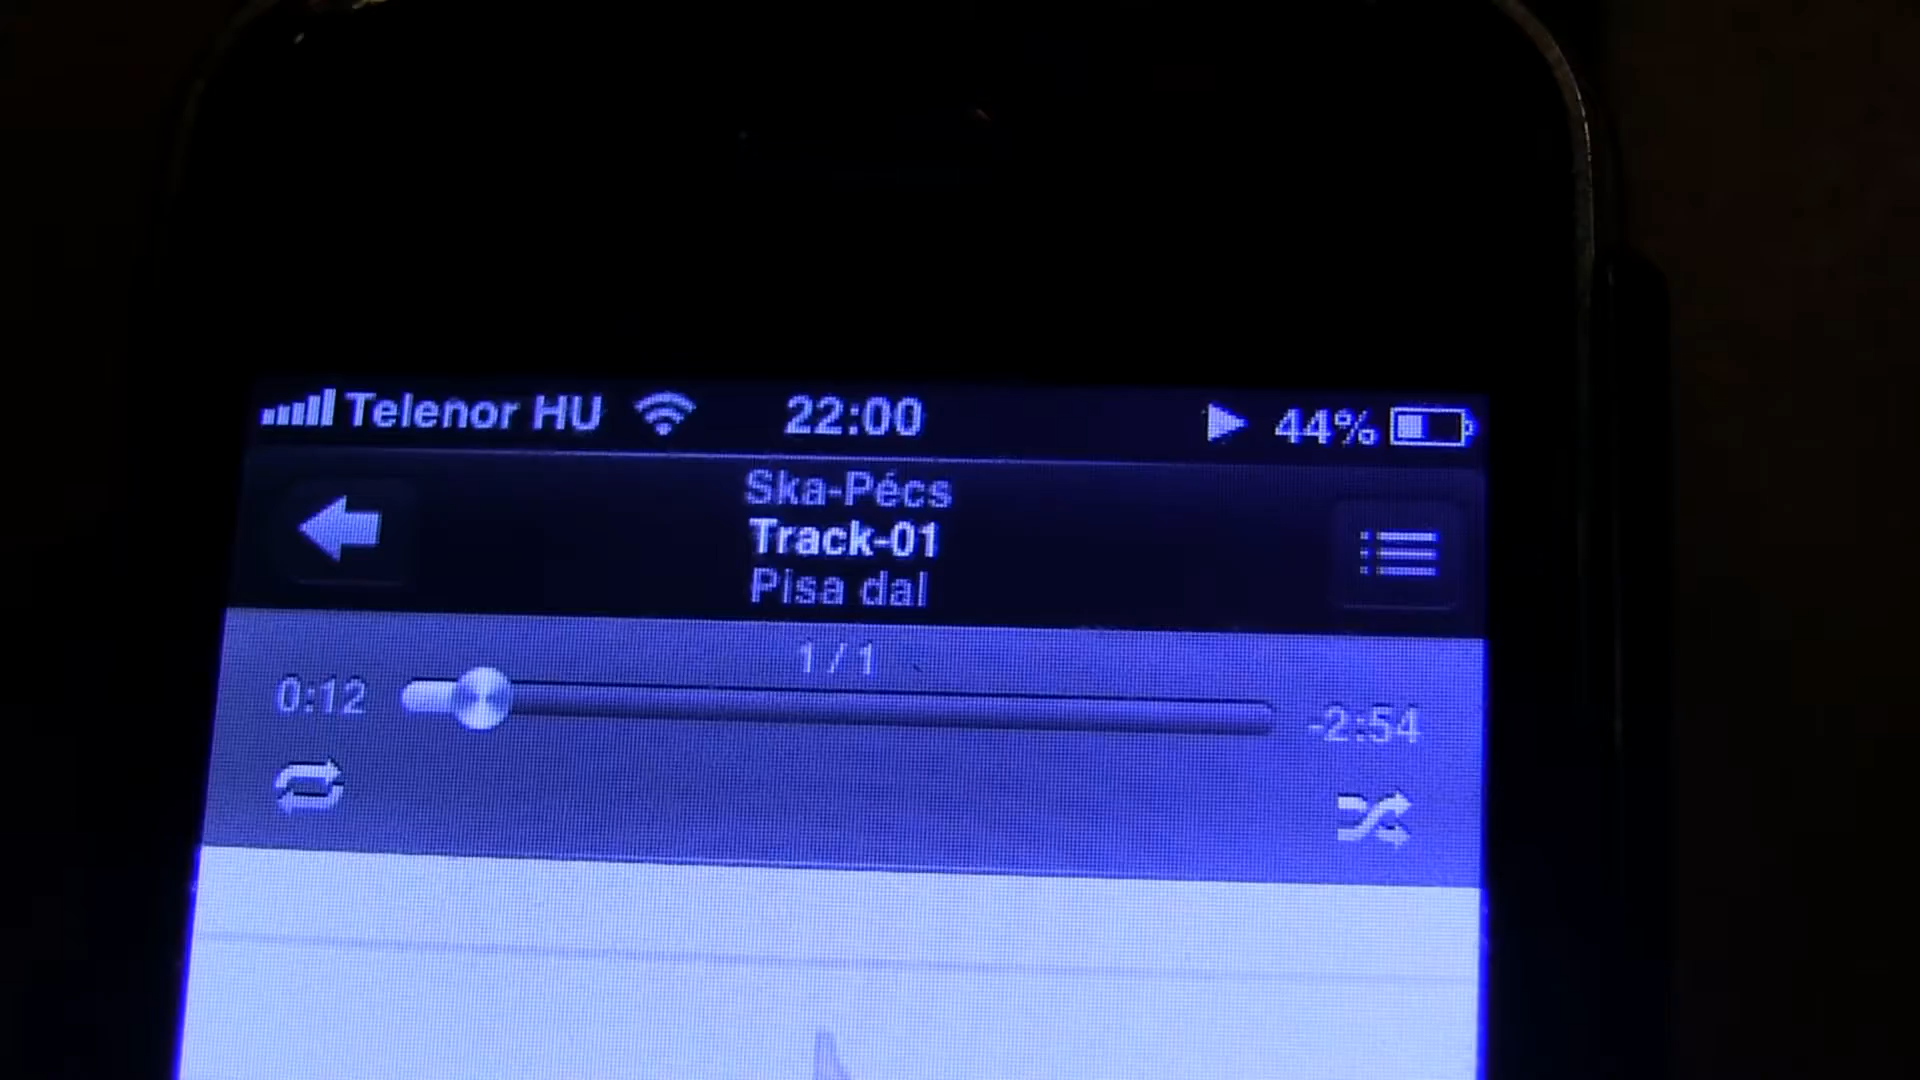 Telenor HU 22:00 44%
Ska-Pécs
Track-01
Pisa dal
1/1
0:12 -2:54